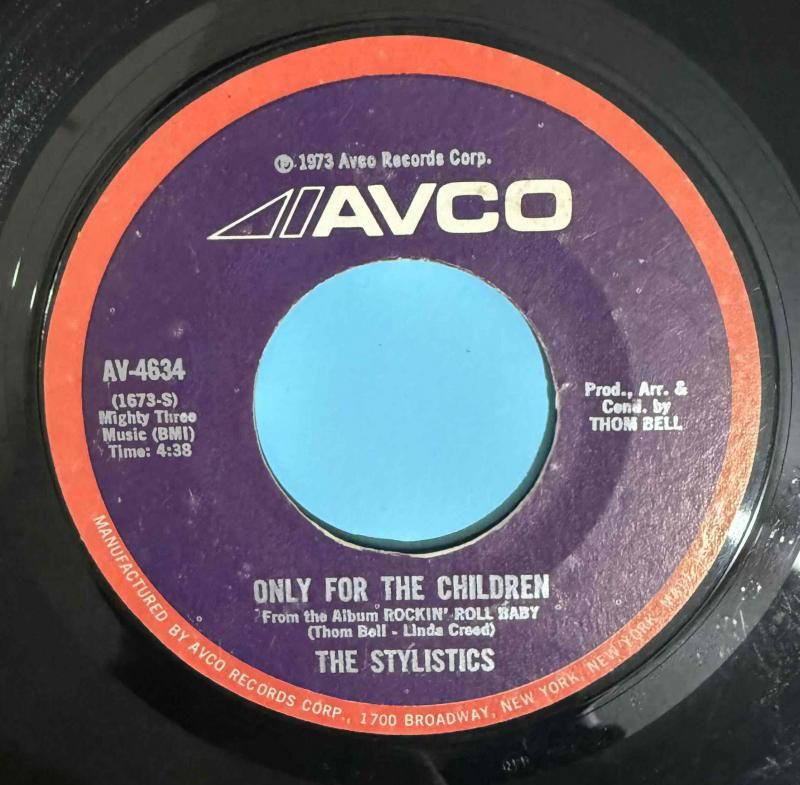 ℗ 1973 Avco Records Corp.
AVCO
AV-4634
(1673-S)
Mighty Three
Music (BMI)
Time: 4:38
Prod., Arr. &
Cond. by
THOM BELL
ONLY FOR THE CHILDREN
From the Album ROCKIN' ROLL BABY
(Thom Bell - Linda Creed)
THE STYLISTICS
MANUFACTURED BY AVCO RECORDS CORP., 1700 BROADWAY, NEW YORK, NEW YORK,